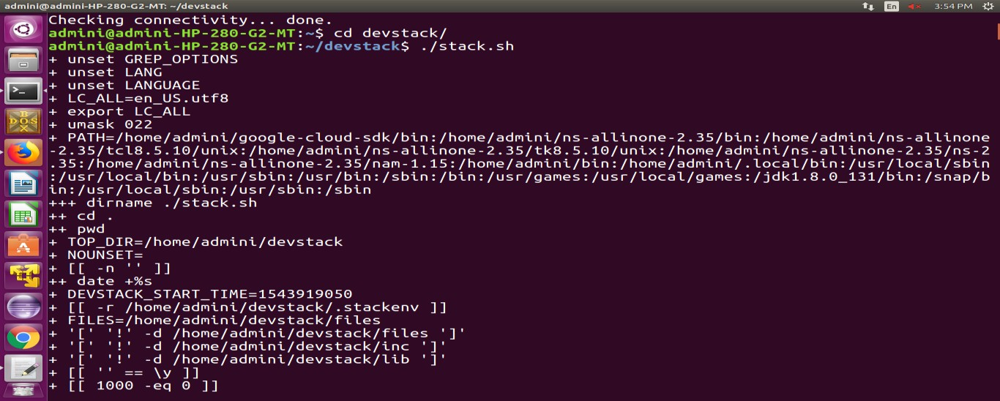 admini@admini-HP-280-G2-MT: ~/devstack
En
3:54 PM
Checking connectivity... done.
admini@admini-HP-280-G2-MT:~$ cd devstack/
admini@admini-HP-280-G2-MT:~/devstack$ ./stack.sh
+ unset GREP_OPTIONS
+ unset LANG
+ unset LANGUAGE
+ LC_ALL=en_US.utf8
+ export LC_ALL
+ umask 022
+ PATH=/home/admini/google-cloud-sdk/bin:/home/admini/ns-allinone-2.35/bin:/home/admini/ns-allinone
-2.35/tcl8.5.10/unix:/home/admini/ns-allinone-2.35/tk8.5.10/unix:/home/admini/ns-allinone-2.35/ns-2
.35:/home/admini/ns-allinone-2.35/nam-1.15:/home/admini/bin:/home/admini/.local/bin:/usr/local/sbin
:/usr/local/bin:/usr/sbin:/usr/bin:/sbin:/bin:/usr/games:/usr/local/games:/jdk1.8.0_131/bin:/snap/b
in:/usr/local/sbin:/usr/sbin:/sbin
+++ dirname ./stack.sh
++ cd .
++ pwd
+ TOP_DIR=/home/admini/devstack
+ NOUNSET=
+ [[ -n '' ]]
++ date +%s
+ DEVSTACK_START_TIME=1543919050
+ [[ -r /home/admini/devstack/.stackenv ]]
+ FILES=/home/admini/devstack/files
+ '[' '!' -d /home/admini/devstack/files ']'
+ '[' '!' -d /home/admini/devstack/inc ']'
+ '[' '!' -d /home/admini/devstack/lib ']'
+ [[ '' == \y ]]
+ [[ 1000 -eq 0 ]]
BOX
DOS